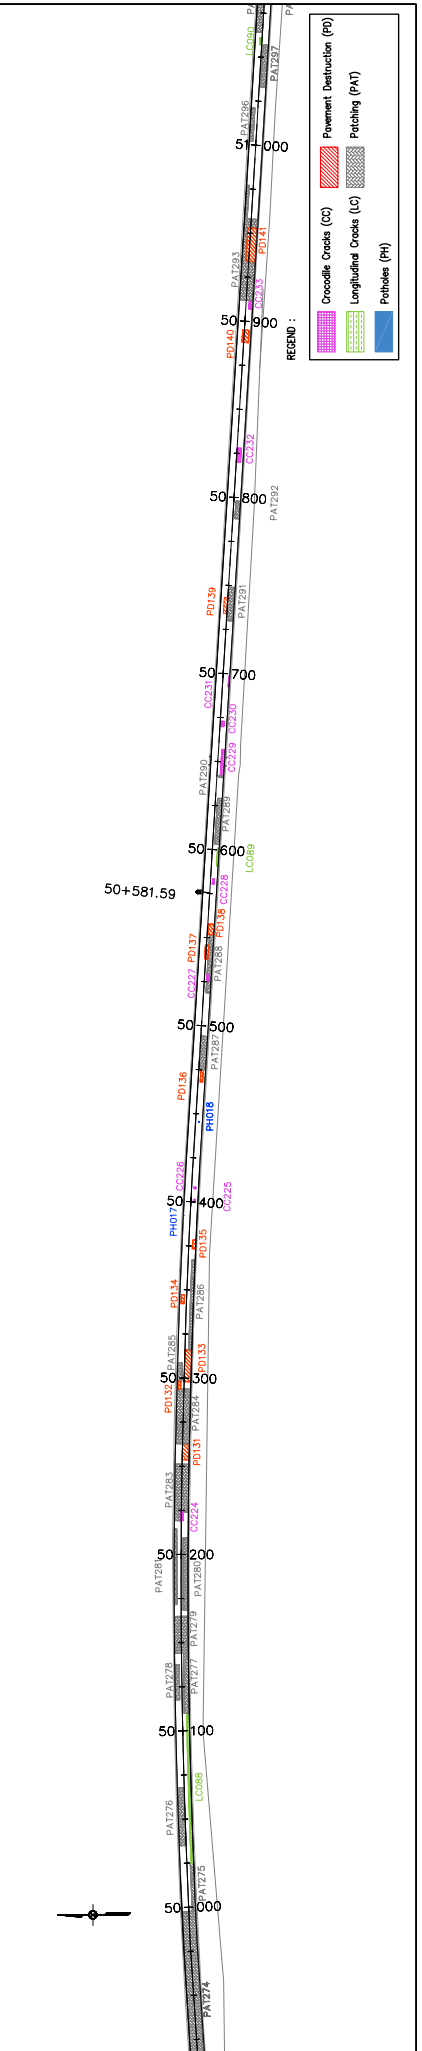 LC090
PAT297
PAT296
51 000
PAT293
PD141
CC233
50 900
PD140
REGEND :
Crocodile Cracks (CC)
Longitudinal Cracks (LC)
Potholes (PH)
Pavement Destruction (PD)
Patching (PAT)
CC232
50 800
PAT292
PD139
PAT291
50 700
CC231
CC230
CC229
PAT290
PAT289
50 600
LC089
50+581.59
CC228
PD138
PD137
PAT288
CC227
50 500
PAT287
PD136
PH018
CC226
50 400
CC225
PH017
PD135
PD134
PAT286
PAT285
PD133
50 300
PD132
PAT284
PD131
PAT283
CC224
50 200
PAT281
PAT280
PAT279
PAT278
PAT277
50 100
LC088
PAT276
PAT275
50 000
PAT274